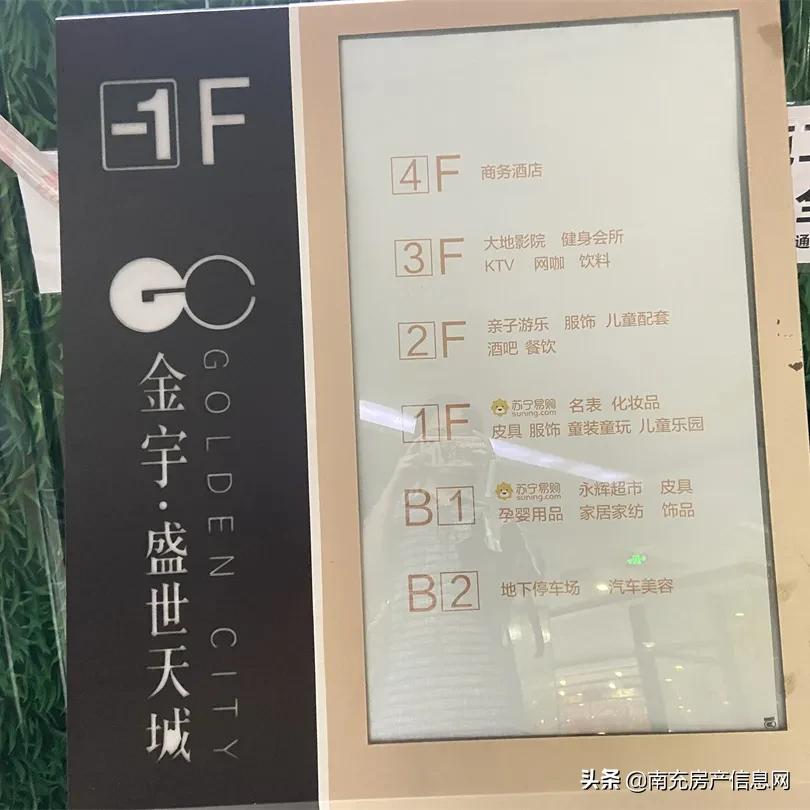 -1F
GC
金宇·盛世天城
GOLDEN CITY
4F 商务酒店
3F 大地影院 健身会所
KTV 网咖 饮料
2F 亲子游乐 服饰 儿童配套
酒吧 餐饮
1F 苏宁易购 suning.com 名表 化妆品
皮具 服饰 童装童玩 儿童乐园
B1 苏宁易购 suning.com 永辉超市 皮具
孕婴用品 家居家纺 饰品
B2 地下停车场 汽车美容
通
头条 @南充房产信息网